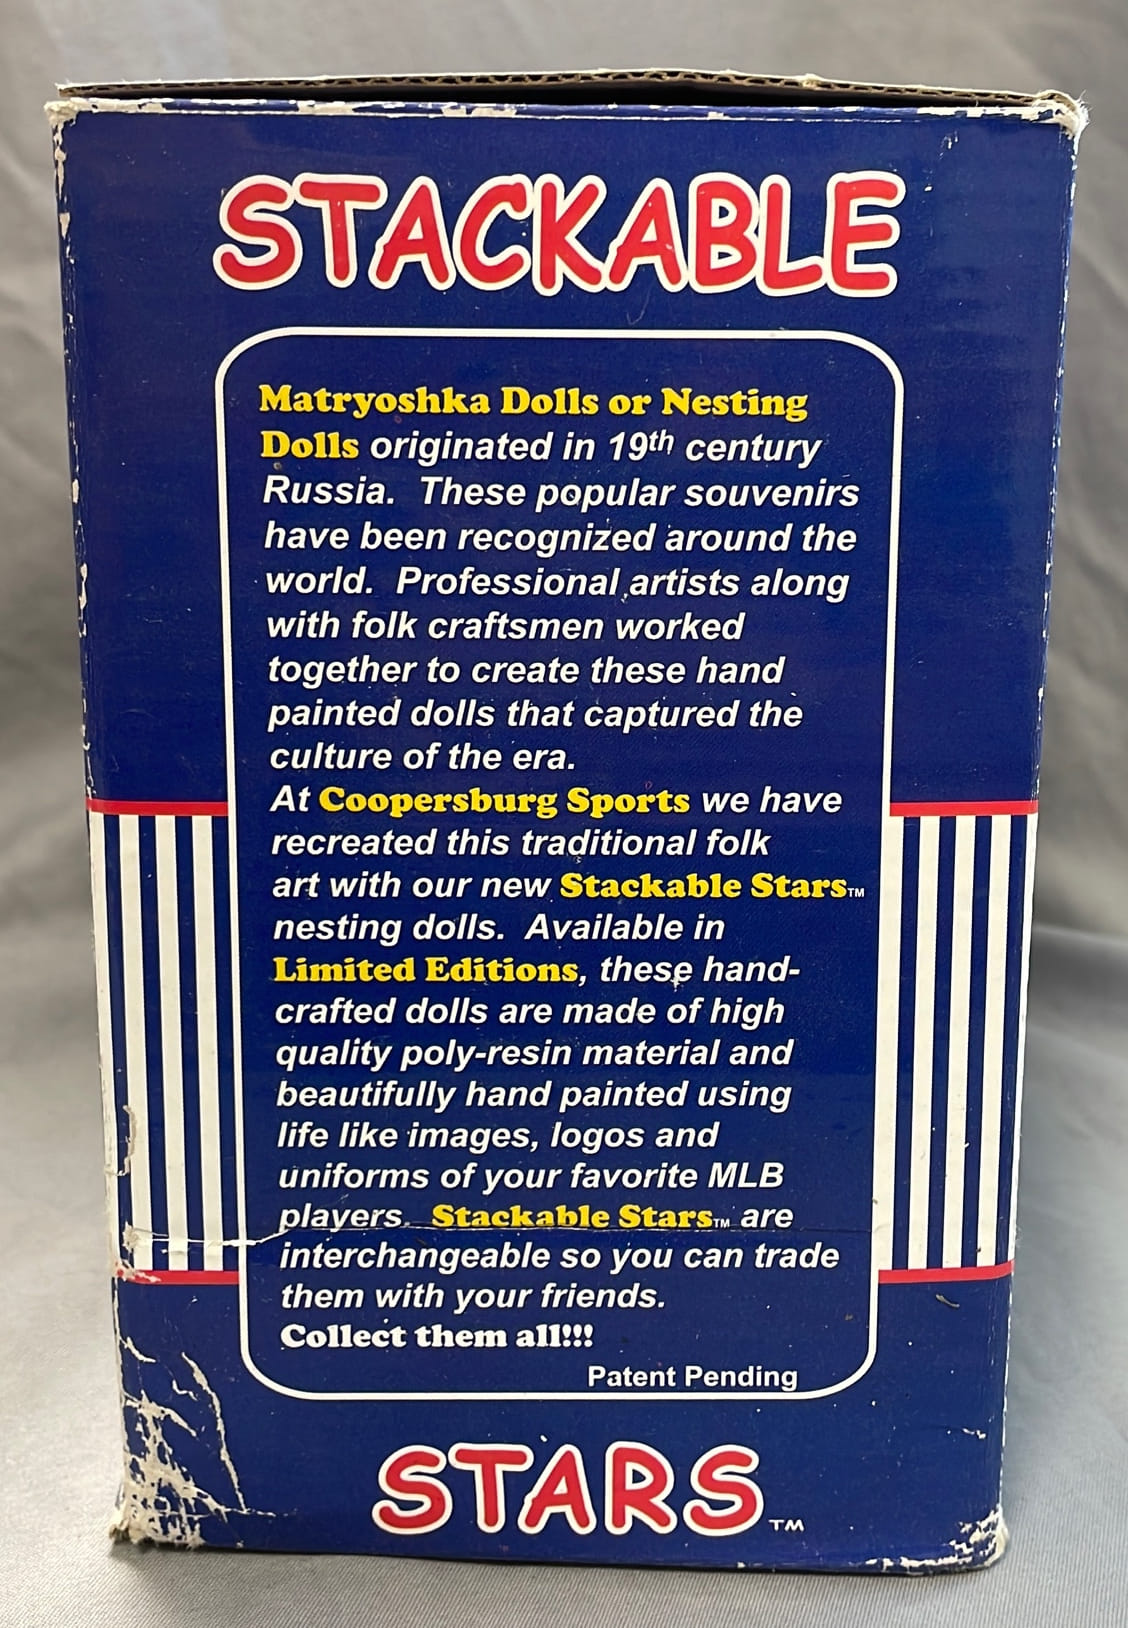 STACKABLE
Matryoshka Dolls or Nesting
Dolls originated in 19th century
Russia. These popular souvenirs
have been recognized around the
world. Professional artists along
with folk craftsmen worked
together to create these hand
painted dolls that captured the
culture of the era.
At Coopersburg Sports we have
recreated this traditional folk
art with our new Stackable Stars™
nesting dolls. Available in
Limited Editions, these hand-
crafted dolls are made of high
quality poly-resin material and
beautifully hand painted using
life like images, logos and
uniforms of your favorite MLB
players. Stackable Stars™ are
interchangeable so you can trade
them with your friends.
Collect them all!!!
Patent Pending
STARS™